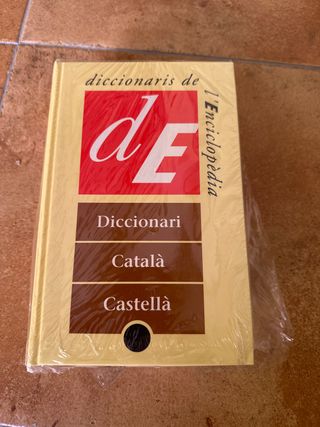 diccionaris de
l'Enciclopèdia
dE
Diccionari
Català
Castellà